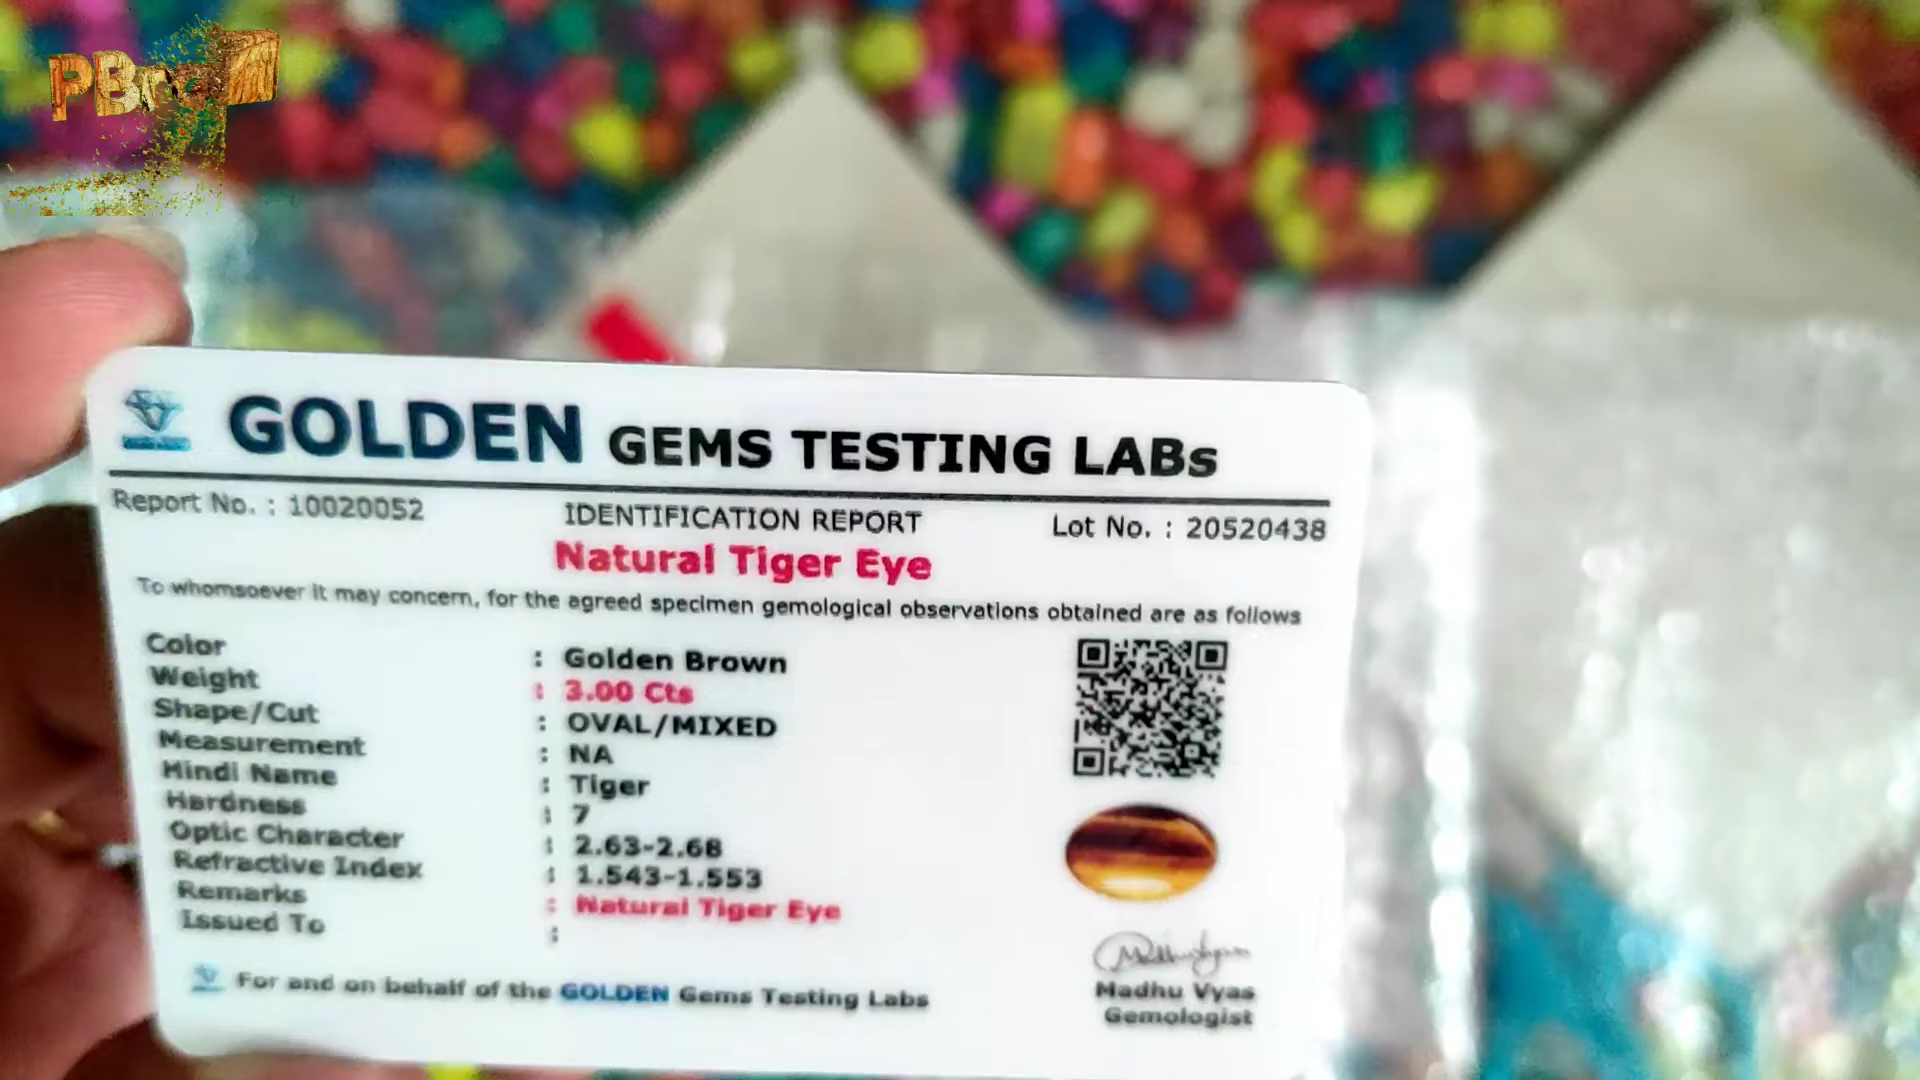 GOLDEN GEMS TESTING LABs
Report No. : 10020052 IDENTIFICATION REPORT Lot No. : 20520438
Natural Tiger Eye
To whomsoever it may concern, for the agreed specimen gemological observations obtained are as follows
Color : Golden Brown
Weight : 3.00 Cts
Shape/Cut : OVAL/MIXED
Measurement : NA
Hindi Name : Tiger
Hardness : 7
Optic Character : 2.63-2.68
Refractive Index : 1.543-1.553
Remarks : Natural Tiger Eye
Issued To :
For and on behalf of the GOLDEN Gems Testing Labs
Madhu Vyas
Gemologist